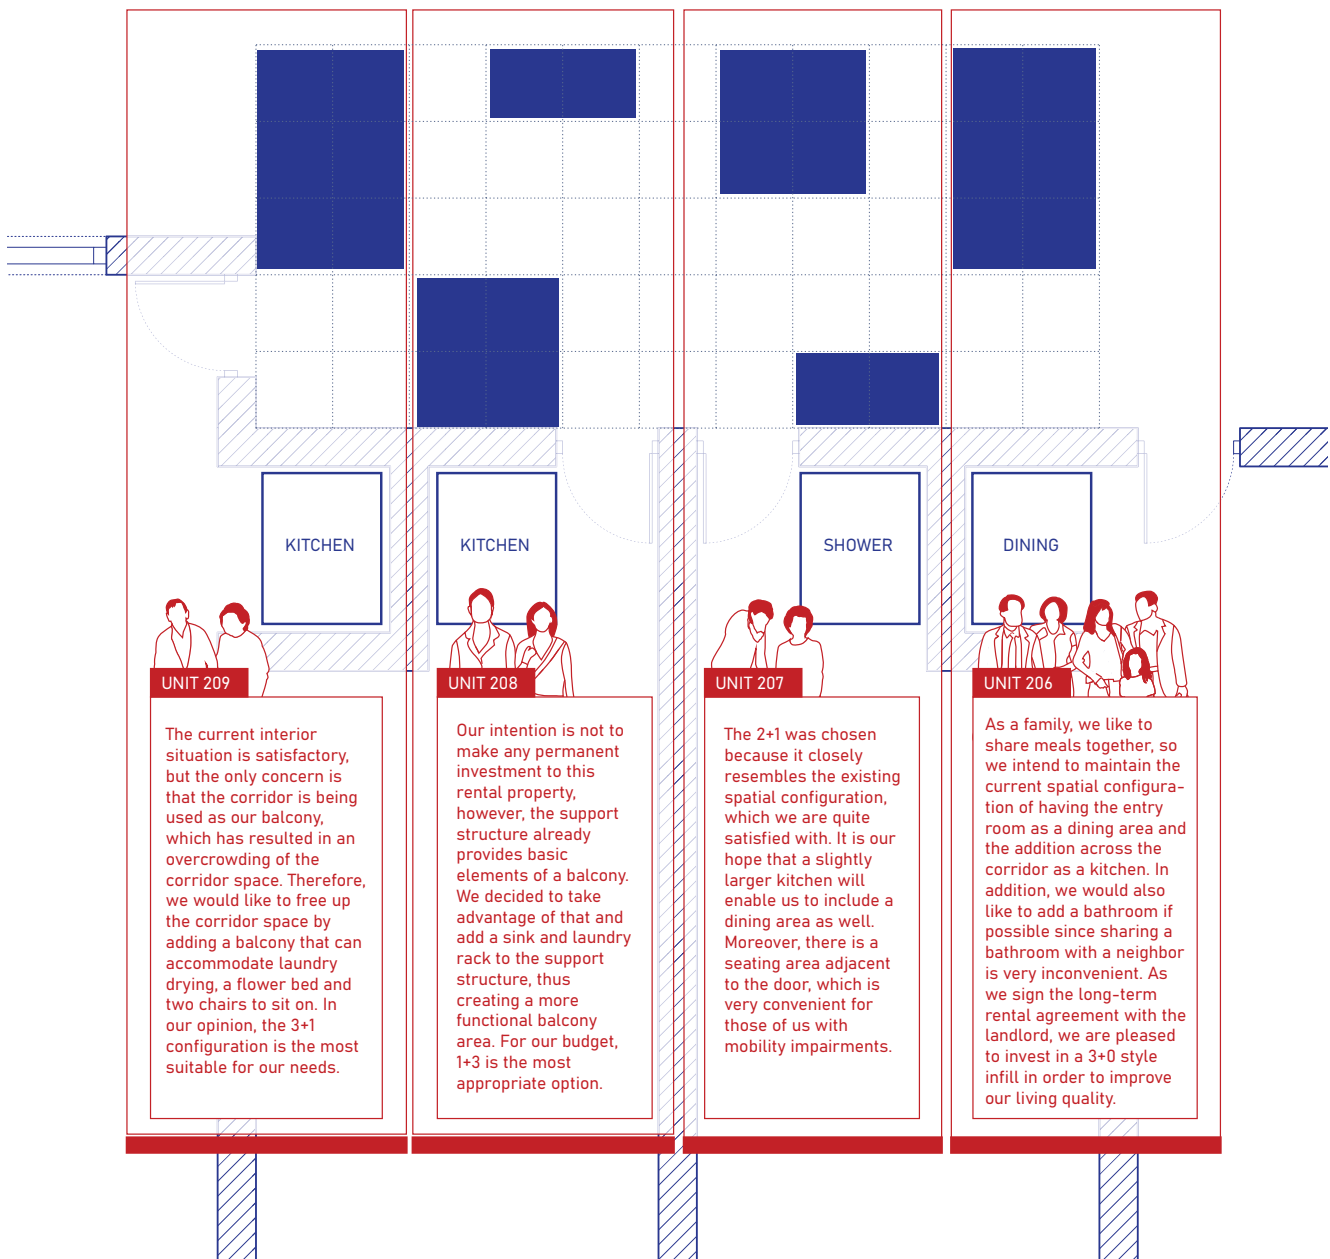 KITCHEN
KITCHEN
SHOWER
DINING
UNIT 209
The current interior
situation is satisfactory,
but the only concern is
that the corridor is being
used as our balcony,
which has resulted in an
overcrowding of the
corridor space. Therefore,
we would like to free up
the corridor space by
adding a balcony that can
accommodate laundry
drying, a flower bed and
two chairs to sit on. In
our opinion, the 3+1
configuration is the most
suitable for our needs.
UNIT 208
Our intention is not to
make any permanent
investment to this
rental property,
however, the support
structure already
provides basic
elements of a balcony.
We decided to take
advantage of that and
add a sink and laundry
rack to the support
structure, thus
creating a more
functional balcony
area. For our budget,
1+3 is the most
appropriate option.
UNIT 207
The 2+1 was chosen
because it closely
resembles the existing
spatial configuration,
which we are quite
satisfied with. It is our
hope that a slightly
larger kitchen will
enable us to include a
dining area as well.
Moreover, there is a
seating area adjacent
to the door, which is
very convenient for
those of us with
mobility impairments.
UNIT 206
As a family, we like to
share meals together, so
we intend to maintain the
current spatial configura-
tion of having the entry
room as a dining area and
the addition across the
corridor as a kitchen. In
addition, we would also
like to add a bathroom if
possible since sharing a
bathroom with a neighbor
is very inconvenient. As
we sign the long-term
rental agreement with the
landlord, we are pleased
to invest in a 3+0 style
infill in order to improve
our living quality.